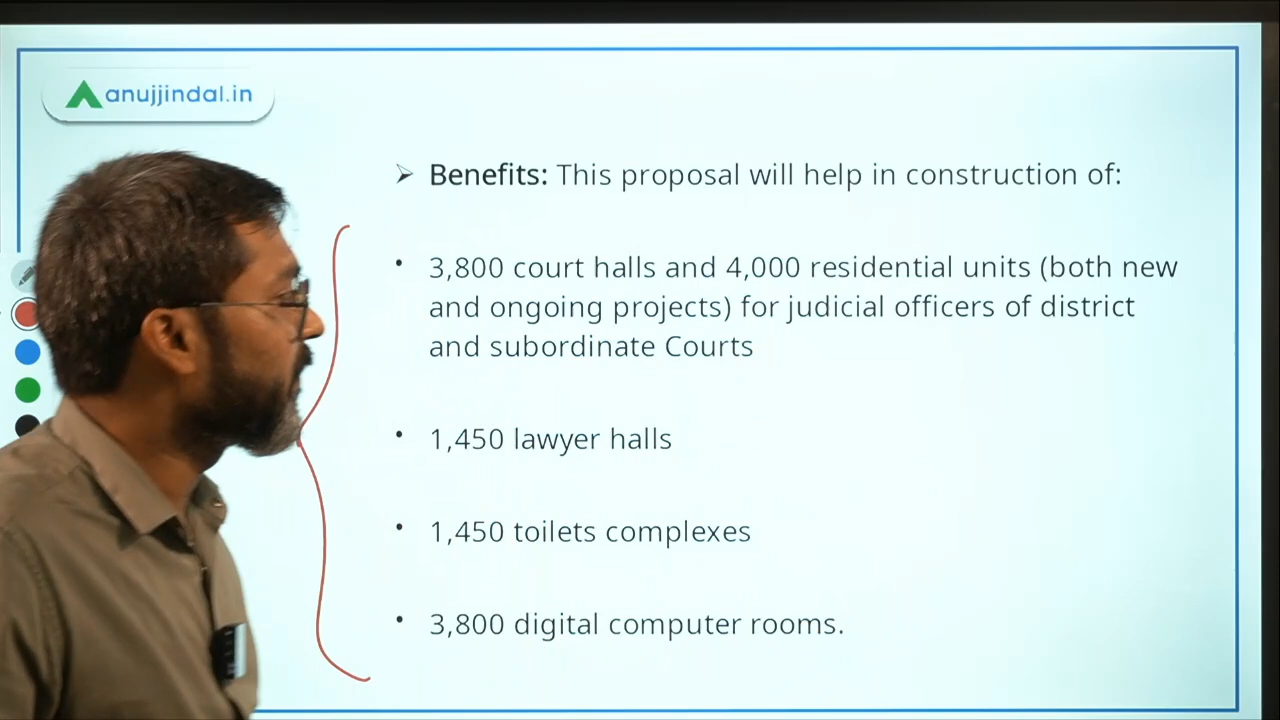 anujjindal.in
Benefits: This proposal will help in construction of:
3,800 court halls and 4,000 residential units (both new
and ongoing projects) for judicial officers of district
and subordinate Courts
1,450 lawyer halls
1,450 toilets complexes
3,800 digital computer rooms.